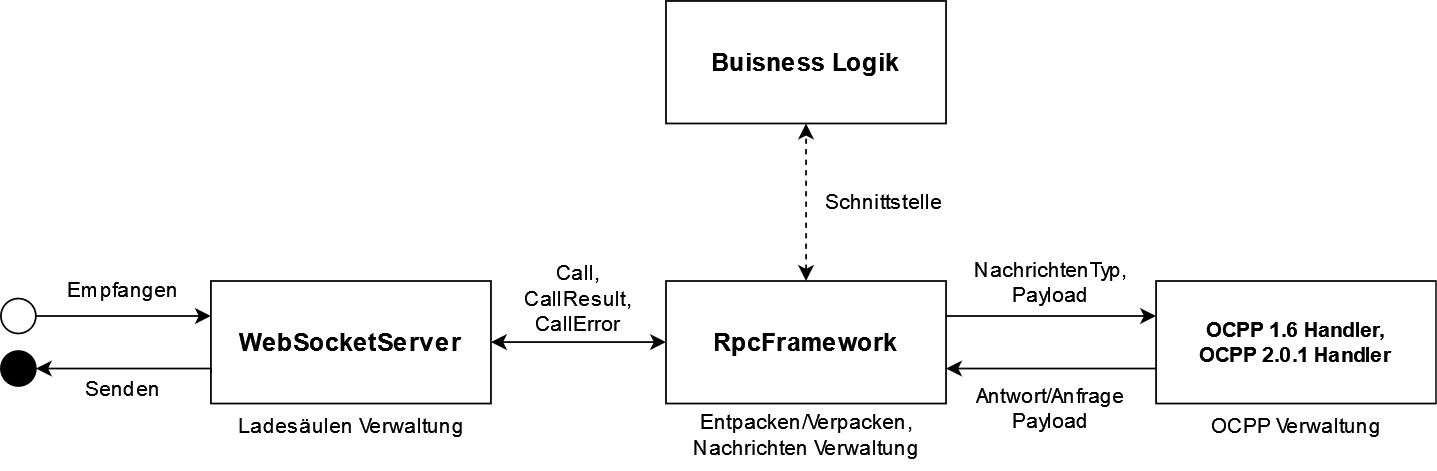 Buisness Logik
Schnittstelle
Empfangen
Senden
WebSocketServer
Ladesäulen Verwaltung
Call,
CallResult,
CallError
RpcFramework
Entpacken/Verpacken,
Nachrichten Verwaltung
NachrichtenTyp,
Payload
Antwort/Anfrage
Payload
OCPP 1.6 Handler,
OCPP 2.0.1 Handler
OCPP Verwaltung